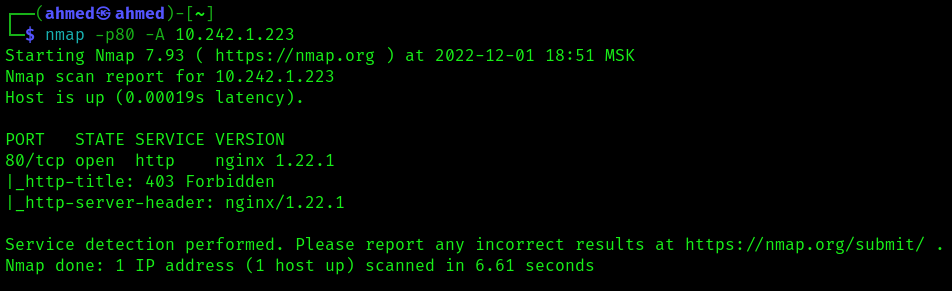 ┌──(ahmed㉿ahmed)-[~]
└─$ nmap -p80 -A 10.242.1.223
Starting Nmap 7.93 ( https://nmap.org ) at 2022-12-01 18:51 MSK
Nmap scan report for 10.242.1.223
Host is up (0.00019s latency).
PORT   STATE SERVICE VERSION
80/tcp open  http    nginx 1.22.1
|_http-title: 403 Forbidden
|_http-server-header: nginx/1.22.1
Service detection performed. Please report any incorrect results at https://nmap.org/submit/ .
Nmap done: 1 IP address (1 host up) scanned in 6.61 seconds